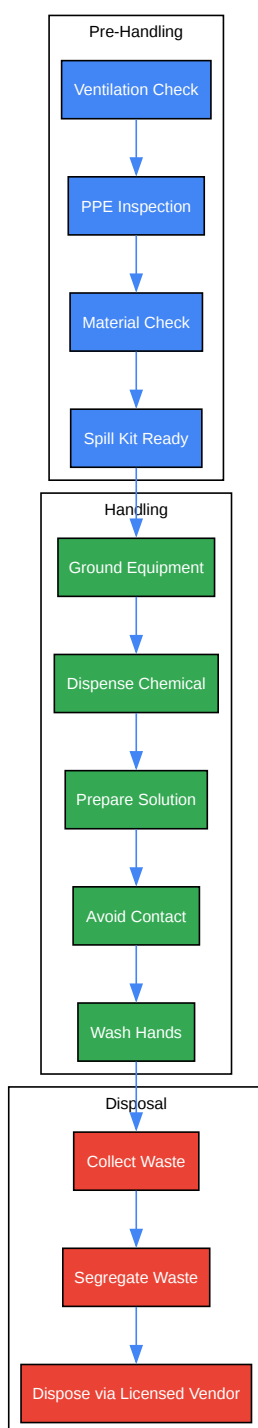 Pre-Handling
Ventilation Check
PPE Inspection
Material Check
Spill Kit Ready
Handling
Ground Equipment
Dispense Chemical
Prepare Solution
Avoid Contact
Wash Hands
Disposal
Collect Waste
Segregate Waste
Dispose via Licensed Vendor